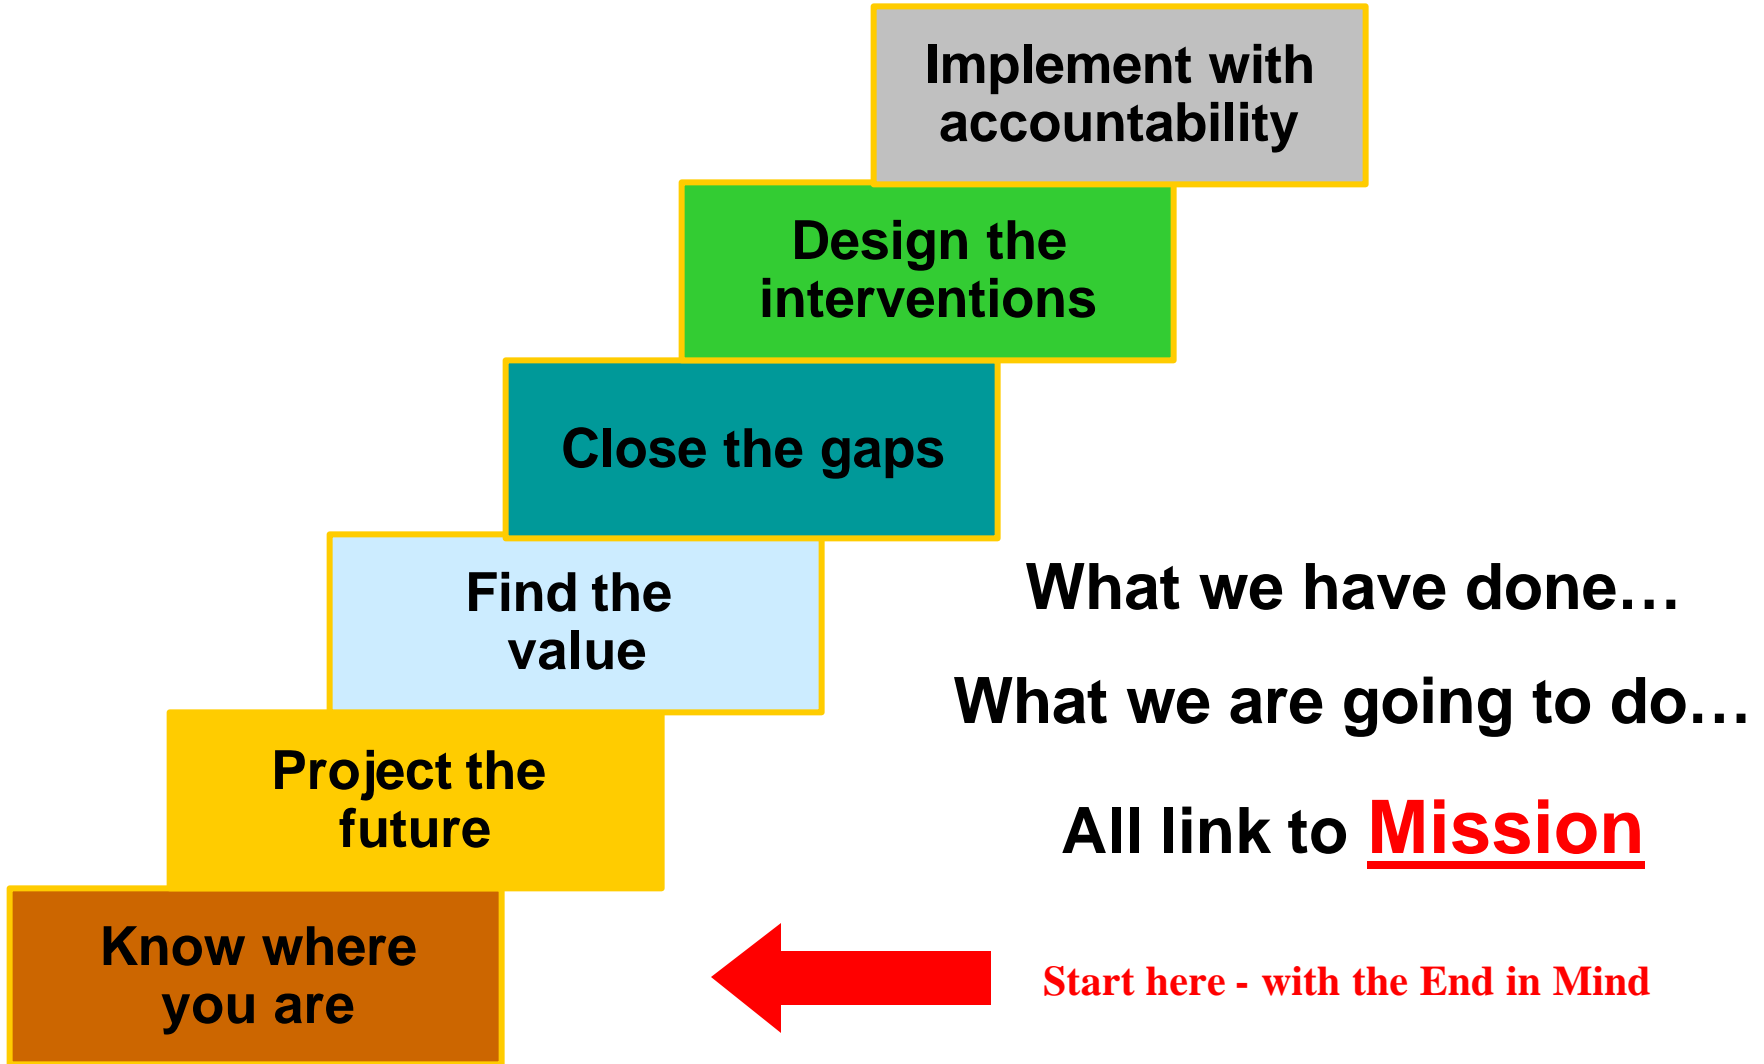 Implement with
accountability
Design the
interventions
Close the gaps
Find the
value
What we have done…
What we are going to do…
Project the
future
All link to Mission
Know where
you are
Start here - with the End in Mind